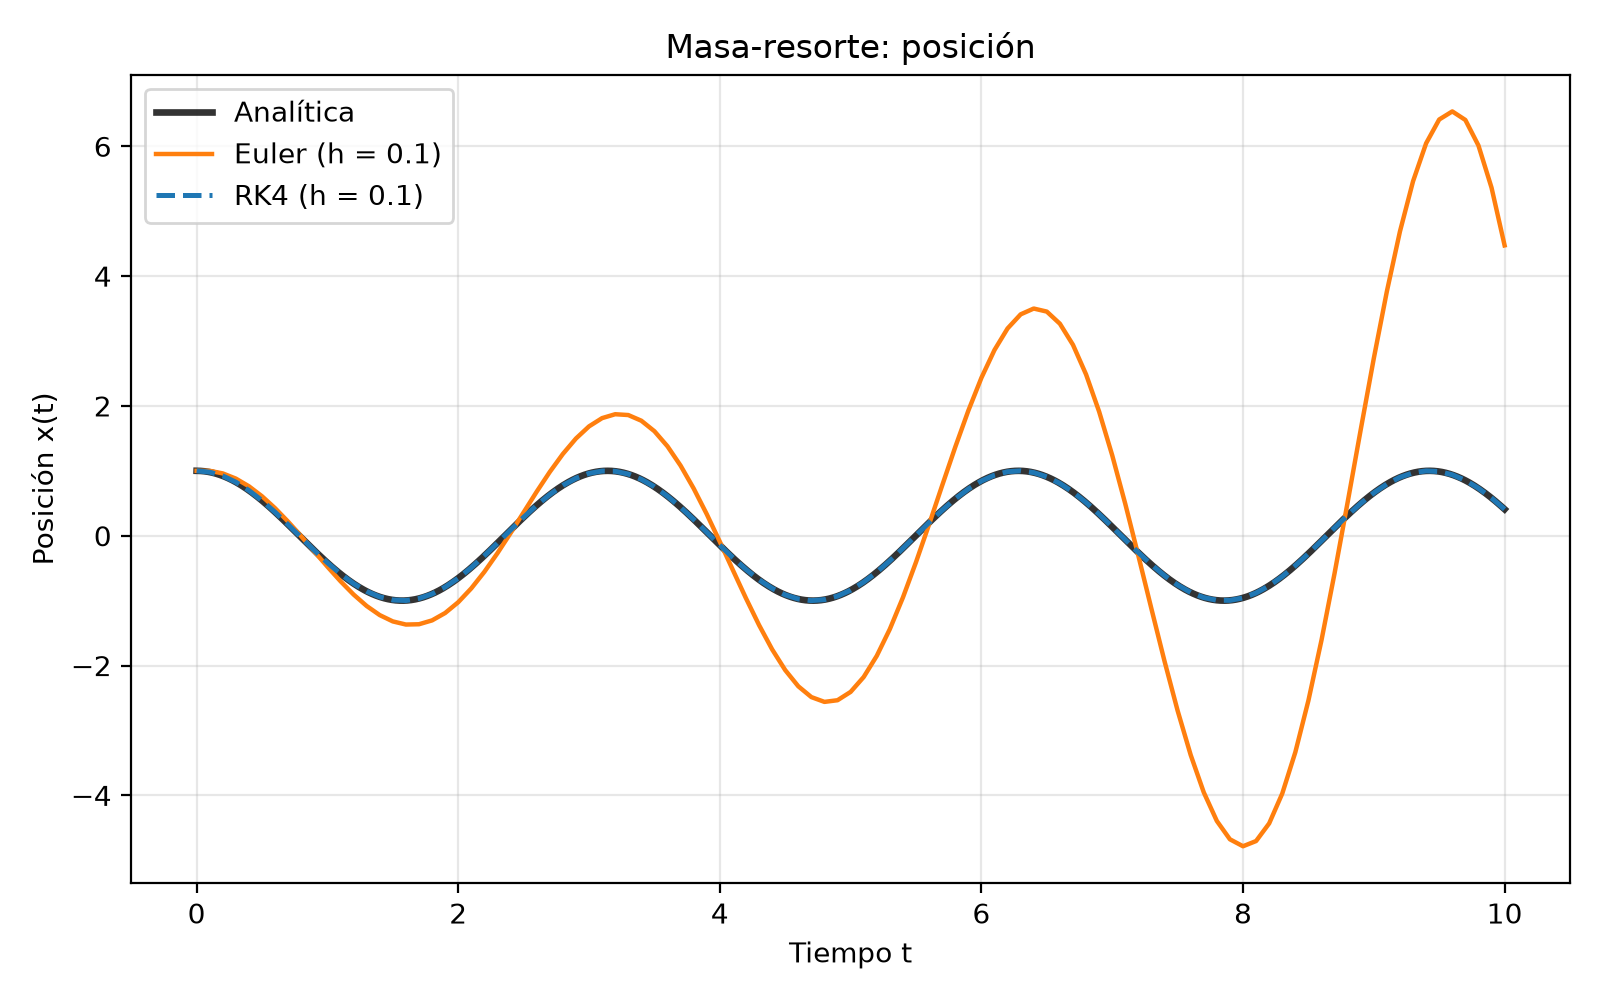 Masa-resorte: posición
Analítica
Euler (h = 0.1)
RK4 (h = 0.1)
Posición x(t)
6
4
2
0
−2
−4
0 2 4 6 8 10
Tiempo t